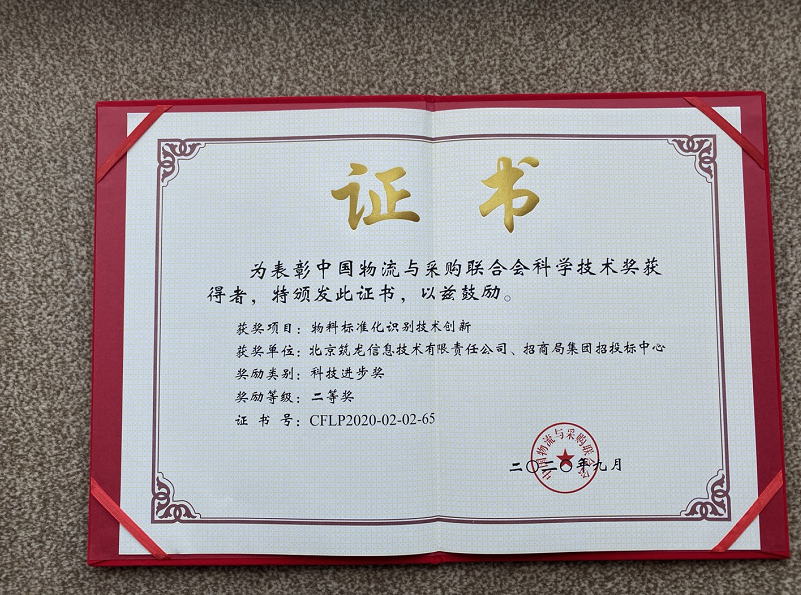 证书
为表彰中国物流与采购联合会科学技术奖获
得者，特颁发此证书，以兹鼓励。
获奖项目：物料标准化识别技术创新
获奖单位：北京筑龙信息技术有限责任公司、招商局集团招投标中心
奖励类别：科技进步奖
奖励等级：二等奖
证 书 号：CFLP2020-02-02-65
中国物流与采购联合会
二〇二〇年九月